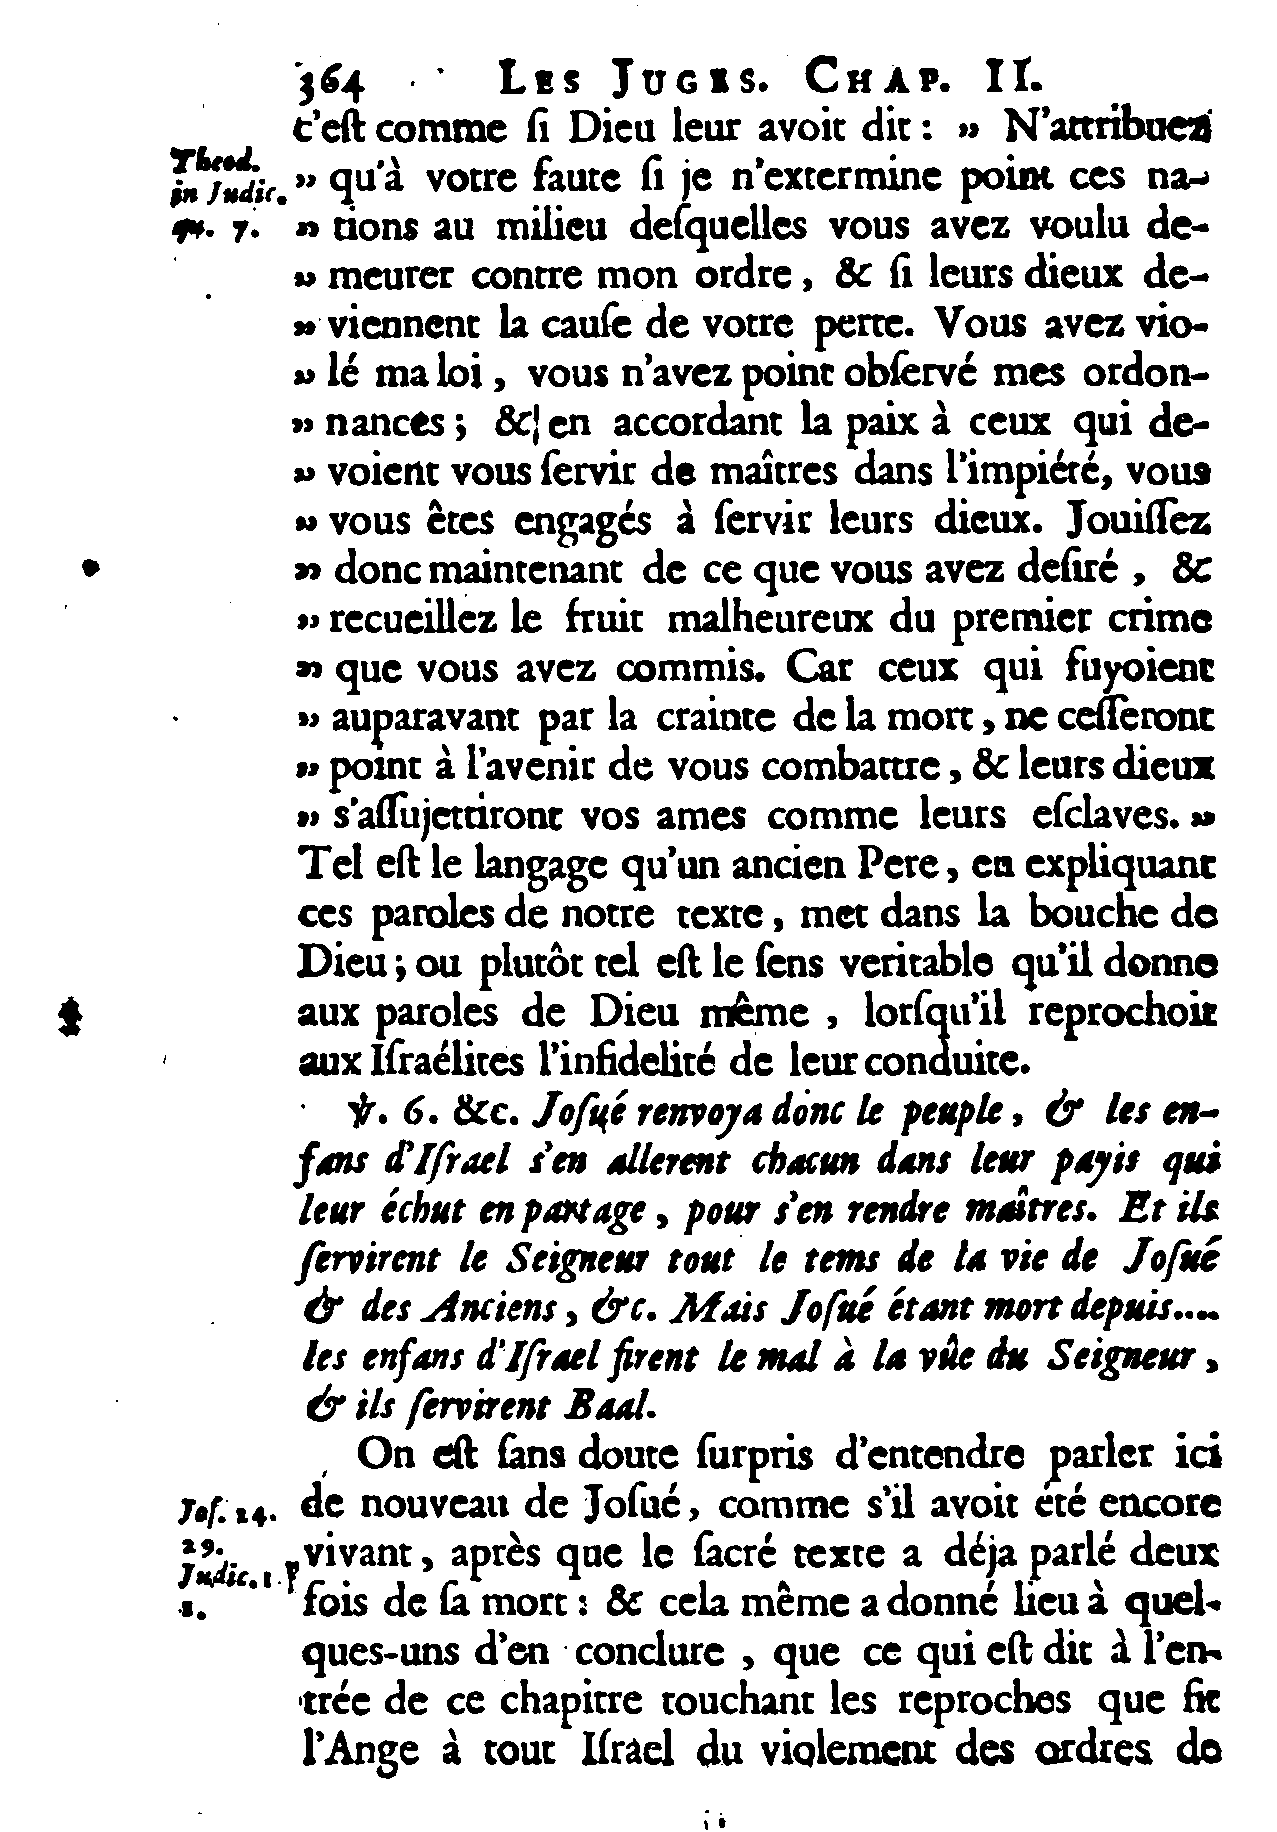 364 LES JUGES. CHAP. II.
c'eſt comme ſi Dieu leur avoit dit : „ N'attribuez
Theod.
in Judic.
qu. 7.
„ qu'à votre faute ſi je n'extermine point ces na-
„ tions au milieu deſquelles vous avez voulu de-
„ meurer contre mon ordre, & ſi leurs dieux de-
„ viennent la cauſe de votre perte. Vous avez vio-
„ lé ma loi, vous n'avez point obſervé mes ordon-
„ nances ; & en accordant la paix à ceux qui de-
„ voient vous ſervir de maîtres dans l'impiété, vous
„ vous êtes engagés à ſervir leurs dieux. Jouiſſez
„ donc maintenant de ce que vous avez deſiré, &
„ recueillez le fruit malheureux du premier crime
„ que vous avez commis. Car ceux qui fuyoient
„ auparavant par la crainte de la mort, ne ceſſeront
„ point à l'avenir de vous combattre, & leurs dieux
„ s'aſſujettiront vos ames comme leurs eſclaves. „
Tel eſt le langage qu'un ancien Pere, en expliquant
ces paroles de notre texte, met dans la bouche de
Dieu ; ou plutôt tel eſt le ſens veritable qu'il donne
aux paroles de Dieu même, lorſqu'il reprochoit
aux Iſraélites l'infidelité de leur conduite.
℣. 6. &c. Joſué renvoya donc le peuple, & les en-
fans d'Iſrael s'en allerent chacun dans leur payis qui
leur échut en partage, pour s'en rendre maîtres. Et ils
ſervirent le Seigneur tout le tems de la vie de Joſué
& des Anciens, &c. Mais Joſué étant mort depuis....
les enfans d'Iſrael firent le mal à la vûe du Seigneur,
& ils ſervirent Baal.
On eſt ſans doute ſurpris d'entendre parler ici
Joſ. 24.
29.
Judic. 1.
1.
de nouveau de Joſué, comme s'il avoit été encore
vivant, après que le ſacré texte a déja parlé deux
fois de ſa mort : & cela même a donné lieu à quel-
ques-uns d'en conclure, que ce qui eſt dit à l'en-
trée de ce chapitre touchant les reproches que fit
l'Ange à tout Iſrael du violement des ordres de